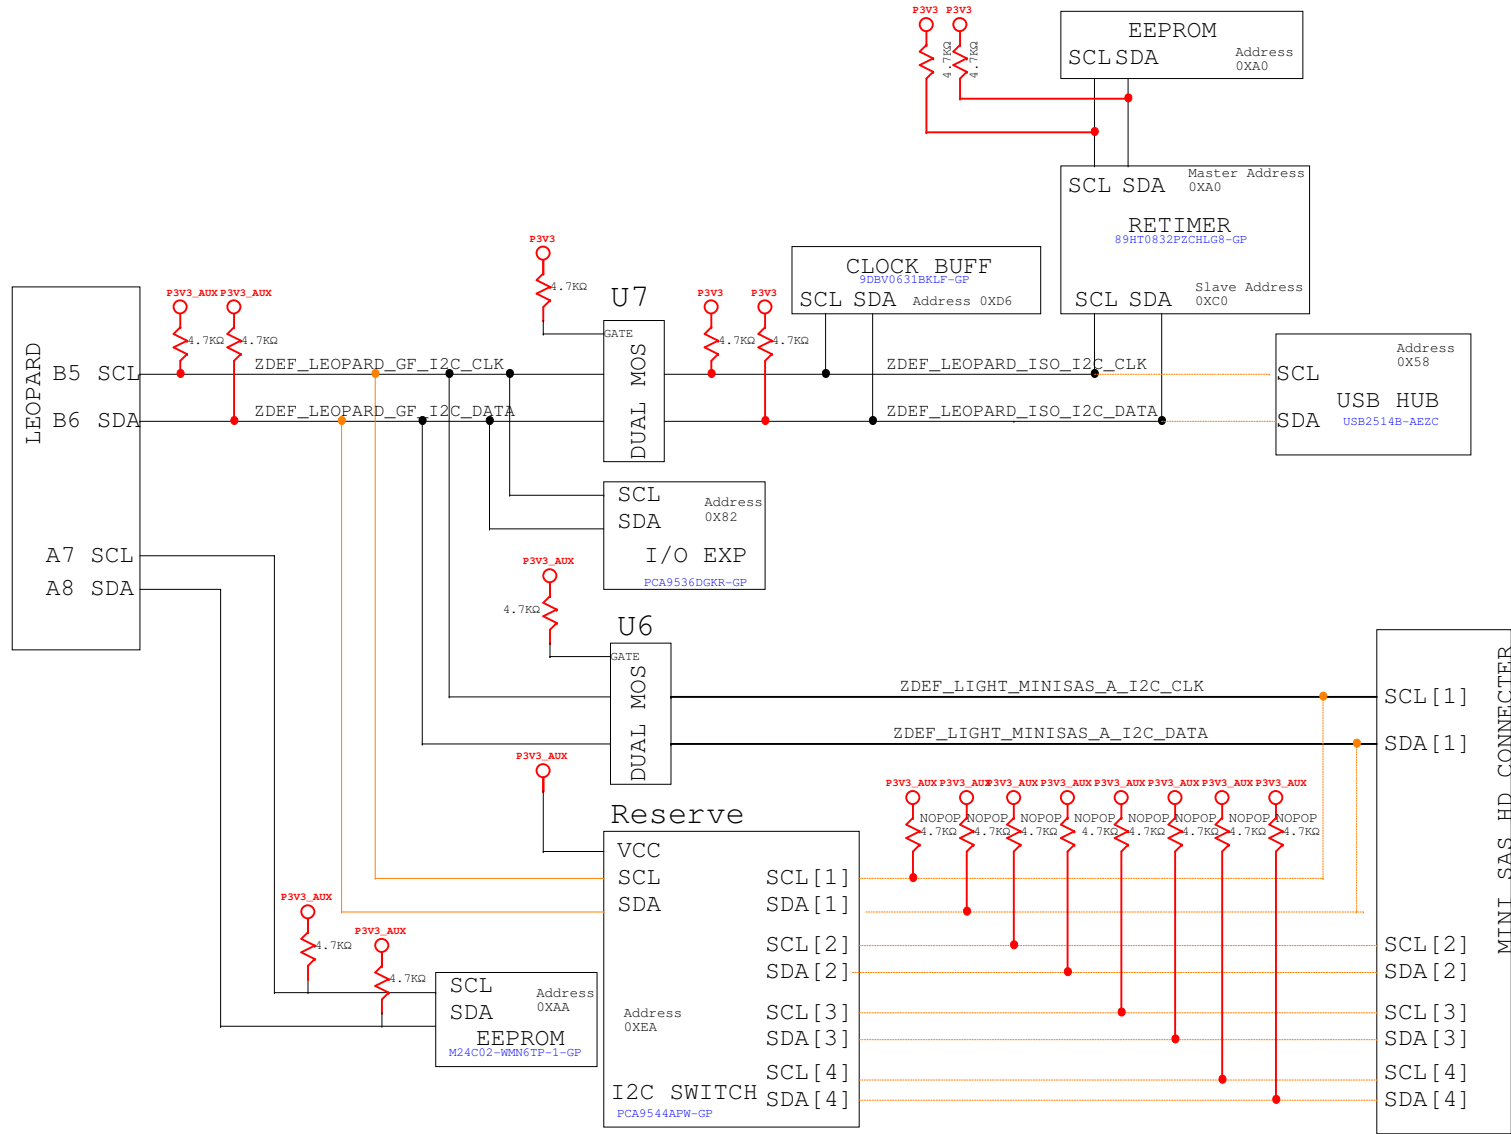 P3V3 P3V3
4.7KΩ
4.7KΩ
EEPROM
SCL SDA
Address
0XA0
SCL SDA
Master Address
0XA0
RETIMER
89HT0832PZCHLG8-GP
Slave Address
0XC0
SCL SDA
CLOCK BUFF
9DBV0631BKLF-GP
SCL SDA Address 0XD6
P3V3
4.7KΩ
U7
GATE
DUAL MOS
P3V3 P3V3
4.7KΩ 4.7KΩ
P3V3_AUX P3V3_AUX
4.7KΩ 4.7KΩ
LEOPARD
B5 SCL
B6 SDA
A7 SCL
A8 SDA
ZDEF_LEOPARD_GF_I2C_CLK
ZDEF_LEOPARD_GF_I2C_DATA
ZDEF_LEOPARD_ISO_I2C_CLK
ZDEF_LEOPARD_ISO_I2C_DATA
Address
0X58
SCL
USB HUB
SDA
USB2514B-AEZC
SCL
SDA
Address
0X82
I/O EXP
PCA9536DGKR-GP
P3V3_AUX
4.7KΩ
U6
GATE
DUAL MOS
ZDEF_LIGHT_MINISAS_A_I2C_CLK
ZDEF_LIGHT_MINISAS_A_I2C_DATA
MINI SAS HD CONNECTER
SCL[1]
SDA[1]
SCL[2]
SDA[2]
SCL[3]
SDA[3]
SCL[4]
SDA[4]
P3V3_AUX
P3V3_AUX P3V3_AUX P3V3_AUX P3V3_AUX P3V3_AUX P3V3_AUX P3V3_AUX P3V3_AUX
NOPOP NOPOP NOPOP NOPOP NOPOP NOPOP NOPOP NOPOP
4.7KΩ 4.7KΩ 4.7KΩ 4.7KΩ 4.7KΩ 4.7KΩ 4.7KΩ 4.7KΩ
Reserve
VCC
SCL
SDA
SCL[1]
SDA[1]
SCL[2]
SDA[2]
SCL[3]
SDA[3]
SCL[4]
SDA[4]
Address
0XEA
I2C SWITCH
PCA9544APW-GP
P3V3_AUX
4.7KΩ
P3V3_AUX
4.7KΩ
SCL
SDA
Address
0XAA
EEPROM
M24C02-WMN6TP-1-GP